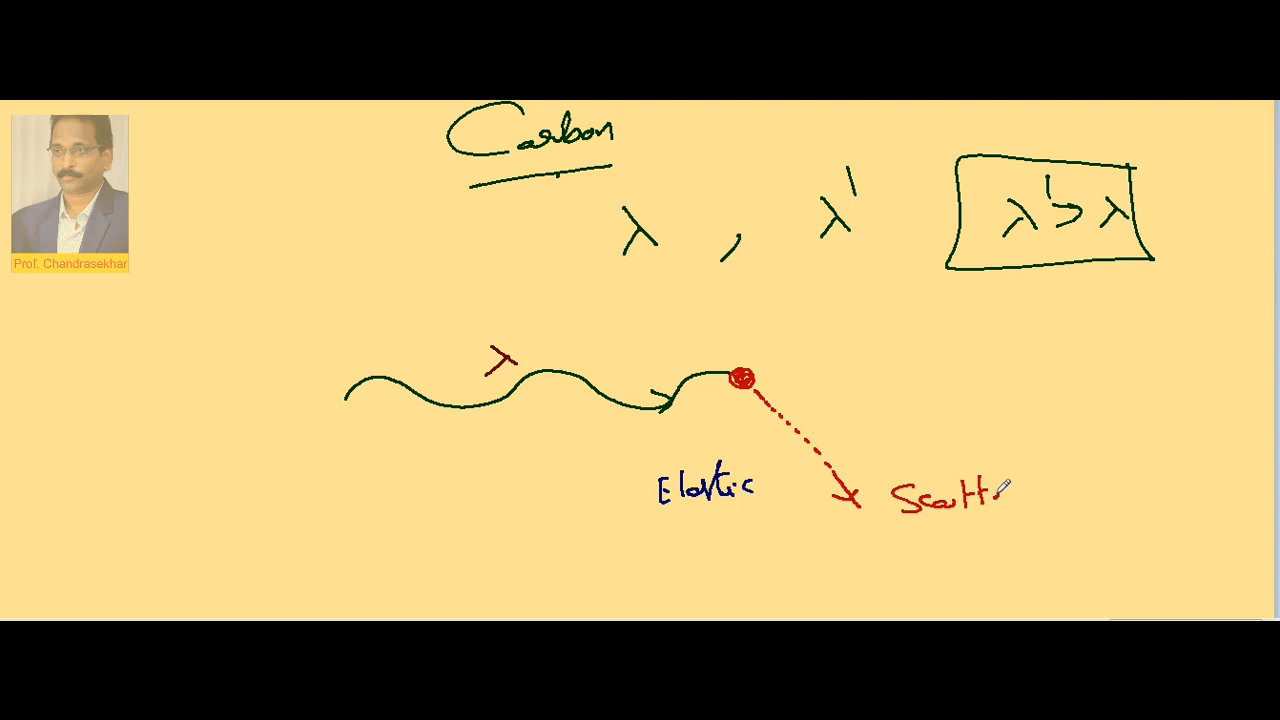 Carbon
λ , λ' λ' > λ
Prof. Chandrasekhar
λ
Elastic
Scatt